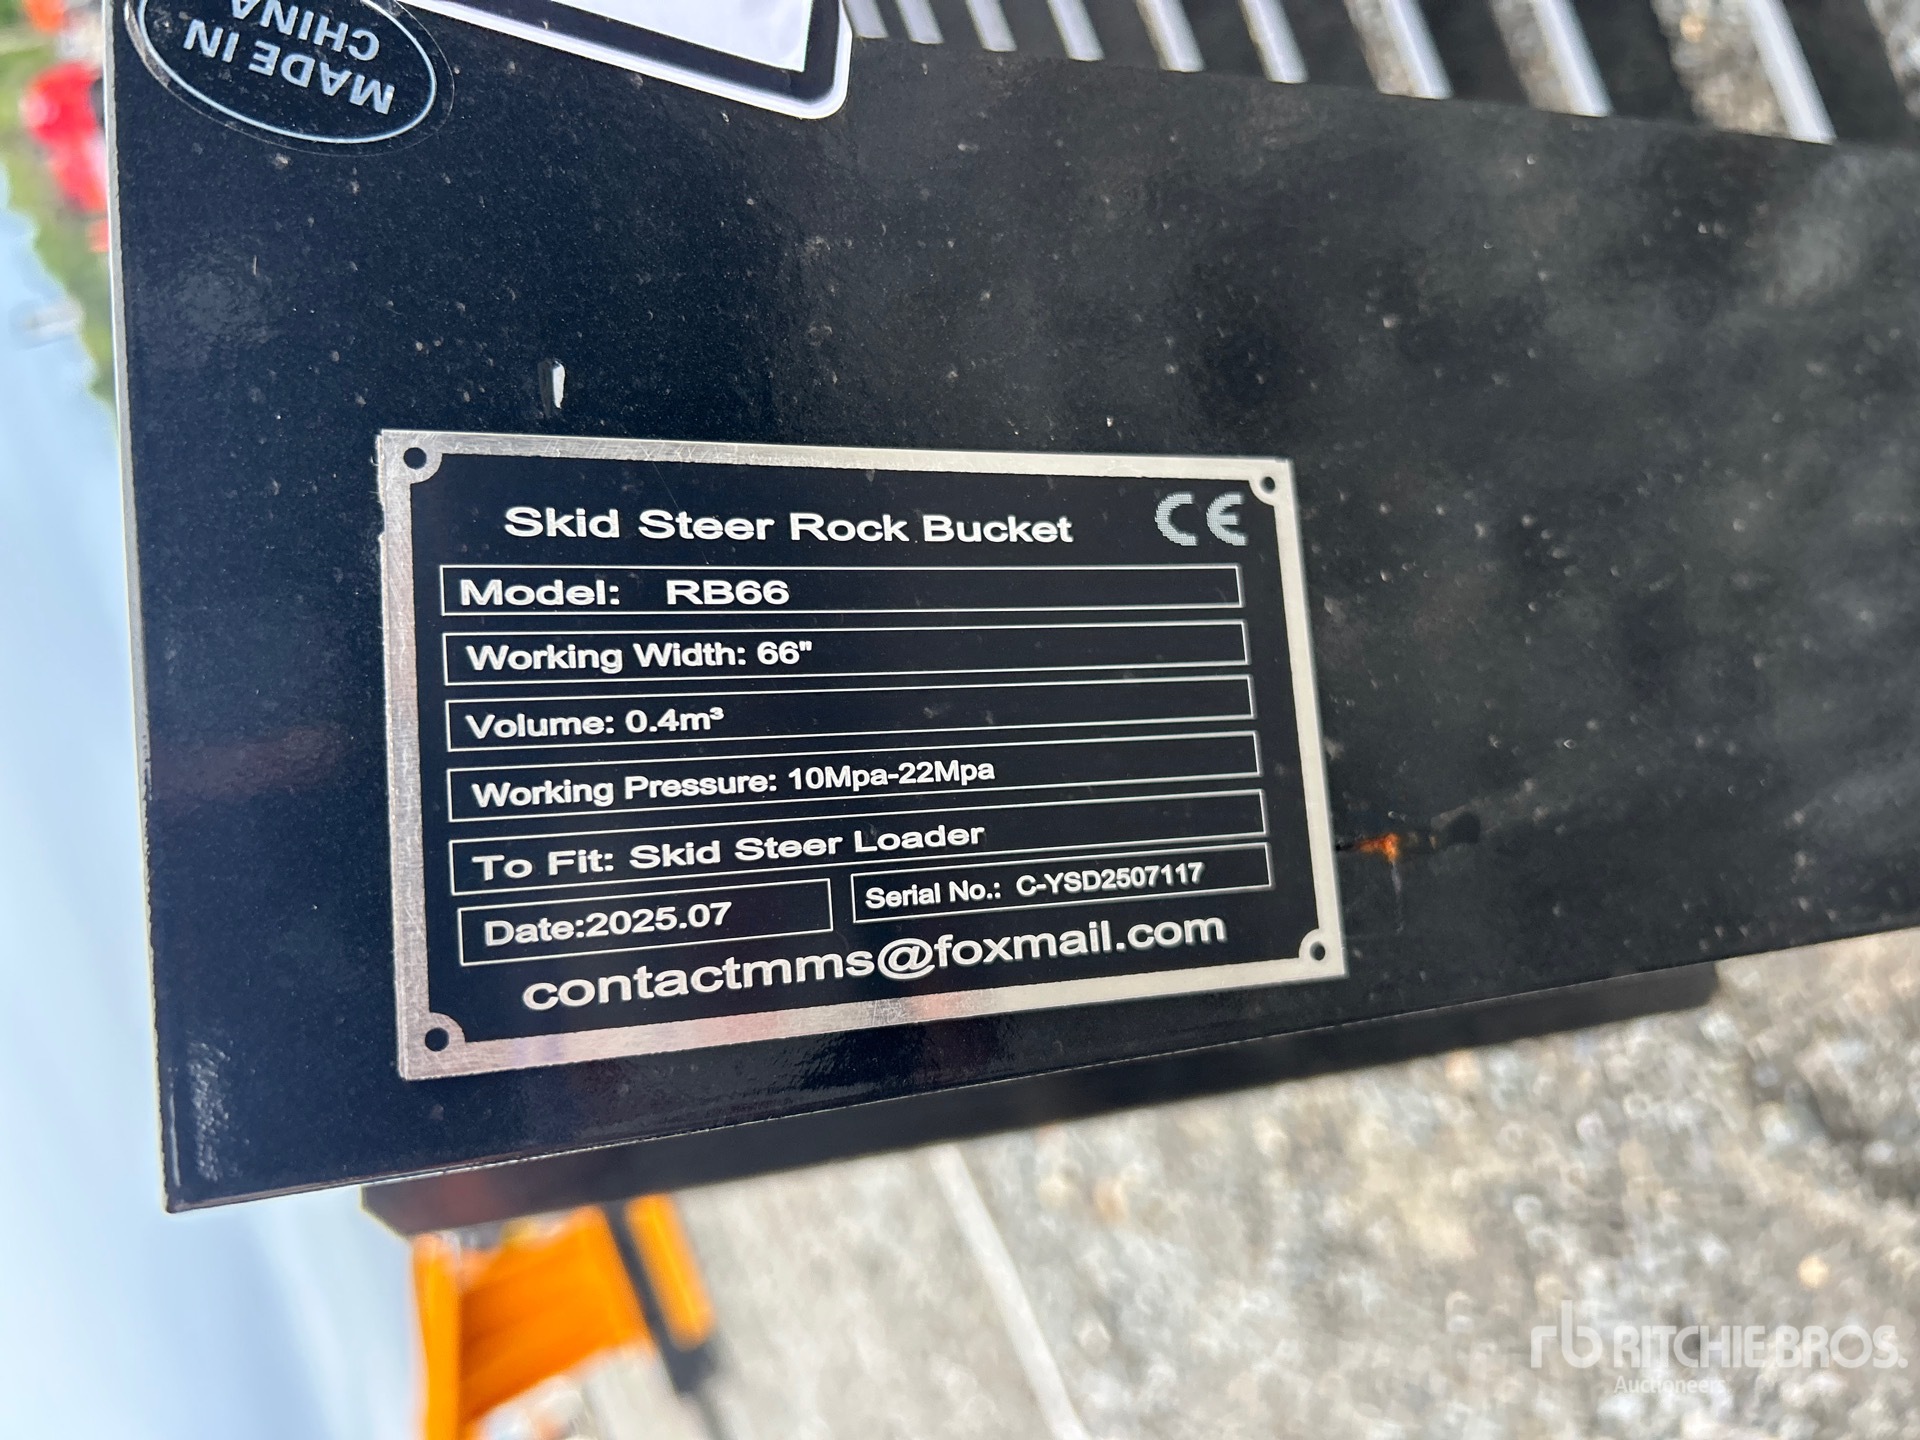 MADE IN
CHINA
Skid Steer Rock Bucket CE
Model: RB66
Working Width: 66"
Volume: 0.4m³
Working Pressure: 10Mpa-22Mpa
To Fit: Skid Steer Loader
Date:2025.07 Serial No.: C-YSD2507117
contactmms@foxmail.com
rb RITCHIE BROS.
Auctioneers